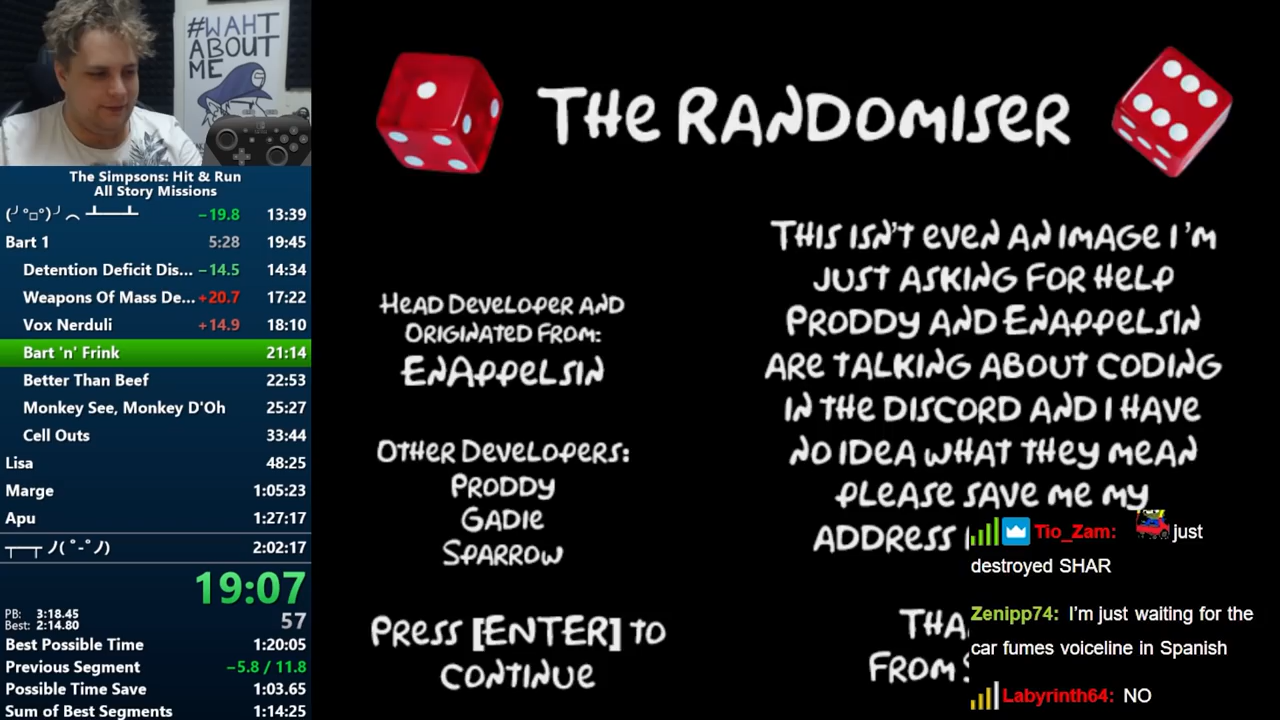 #WAHT
ABOUT
ME
The Simpsons: Hit & Run
All Story Missions
(╯°□°)╯︵ ┻━┻ −19.8 13:39
Bart 1 5:28 19:45
Detention Deficit Dis... −14.5 14:34
Weapons Of Mass De... +20.7 17:22
Vox Nerduli +14.9 18:10
Bart 'n' Frink 21:14
Better Than Beef 22:53
Monkey See, Monkey D'Oh 25:27
Cell Outs 33:44
Lisa 48:25
Marge 1:05:23
Apu 1:27:17
┬─┬ ノ( ゜-゜ノ) 2:02:17
19:07
PB: 3:18.45
Best: 2:14.80
57
Best Possible Time 1:20:05
Previous Segment −5.8 / 11.8
Possible Time Save 1:03.65
Sum of Best Segments 1:14:25
THE RANDOMISER
HEAD DEVELOPER AND
ORIGINATED FROM:
ENAPPELSIN
OTHER DEVELOPERS:
PRODDY
GADIE
SPARROW
PRESS [ENTER] TO
CONTINUE
THIS ISN'T EVEN AN IMAGE I'M
JUST ASKING FOR HELP
PRODDY AND ENAPPELSIN
ARE TALKING ABOUT CODING
IN THE DISCORD AND I HAVE
NO IDEA WHAT THEY MEAN
PLEASE SAVE ME MY
ADDRESS
THA
FROM
Tio_Zam: just
destroyed SHAR
Zenipp74: I'm just waiting for the
car fumes voiceline in Spanish
Labyrinth64: NO